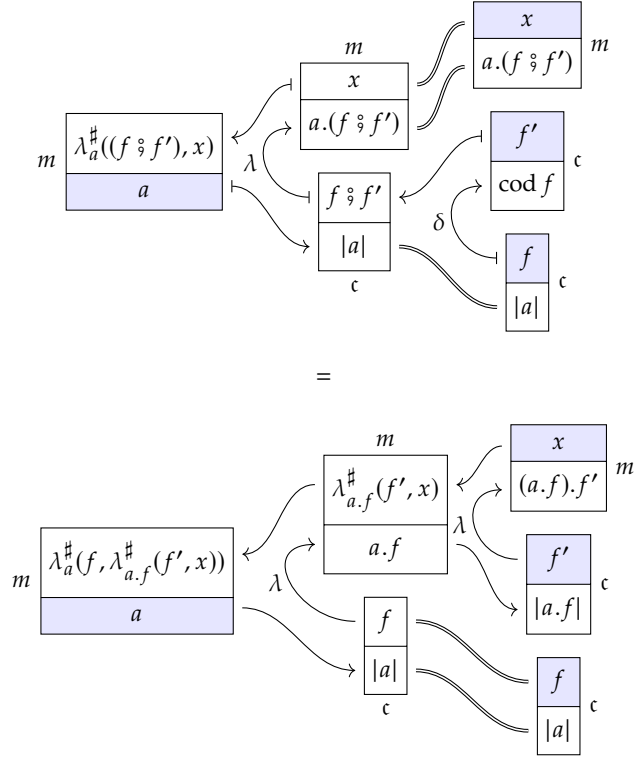 x
m
m
x
a.(f ⨟ f′)
λ♯a((f ⨟ f′), x)
a.(f ⨟ f′)
f′
m
λ
c
a
f ⨟ f′
cod f
δ
f
|a|
c
c
|a|
=
x
m
m
λ♯a.f(f′, x)
(a.f).f′
λ
λ♯a(f, λ♯a.f(f′, x))
a.f
f′
m
c
λ
a
f
|a.f|
|a|
f
c
c
|a|